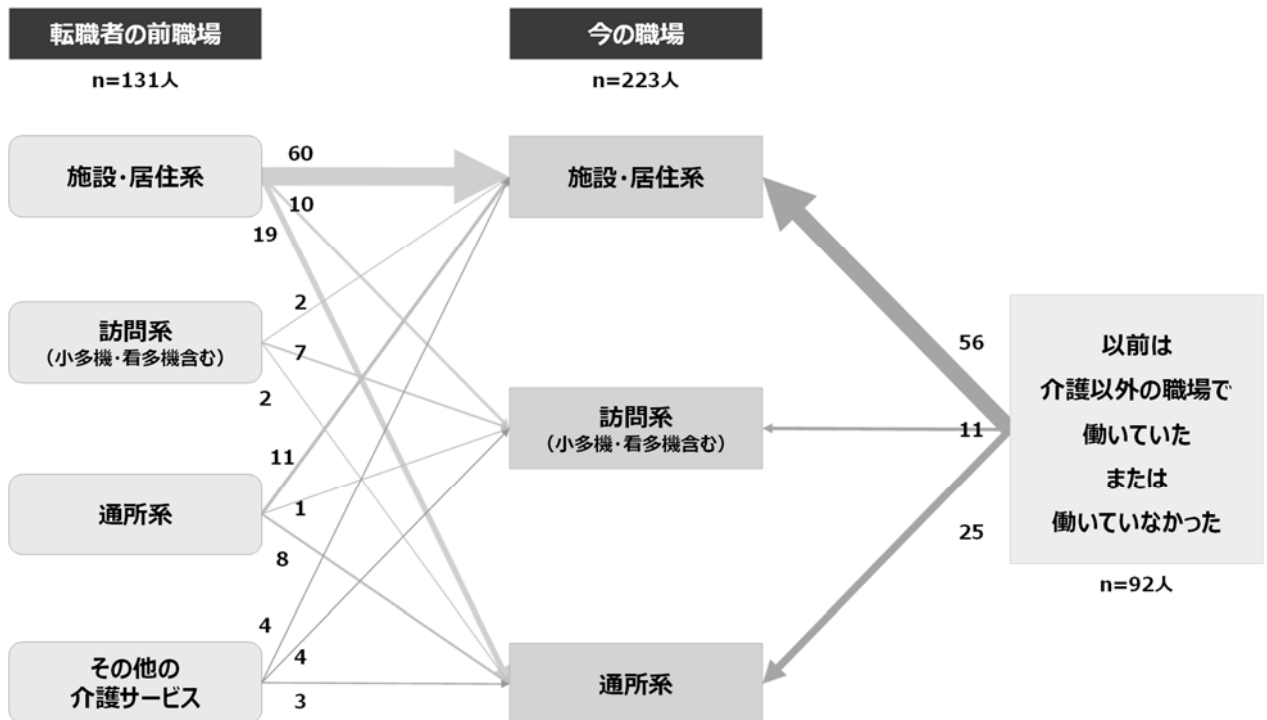 転職者の前職場
n=131人
今の職場
n=223人
施設・居住系
60
10
19
訪問系
（小多機・看多機含む）
2
7
2
通所系
11
1
8
その他の
介護サービス
4
4
3
施設・居住系
訪問系
（小多機・看多機含む）
通所系
56
11
25
以前は
介護以外の職場で
働いていた
または
働いていなかった
n=92人